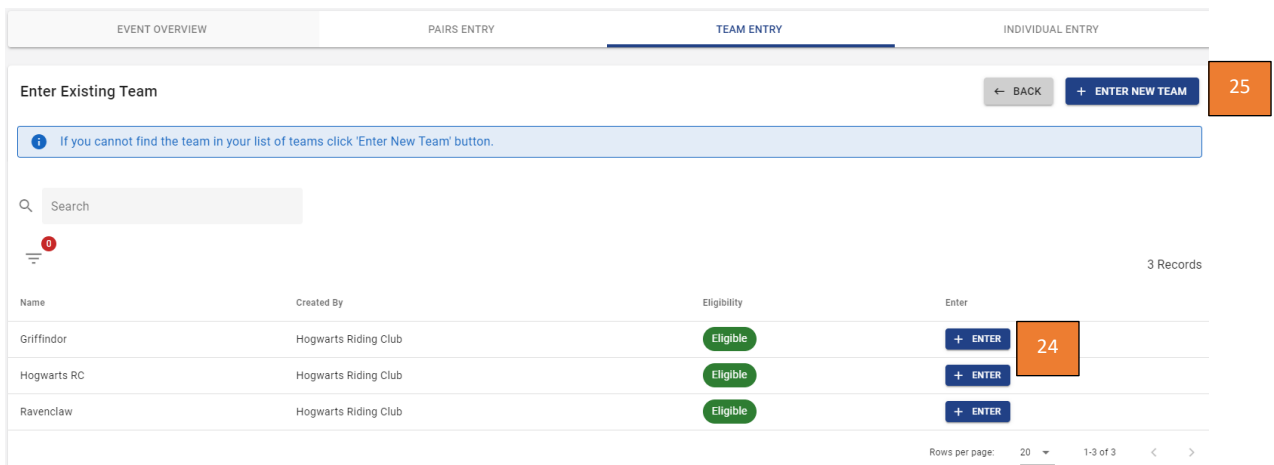 EVENT OVERVIEW PAIRS ENTRY TEAM ENTRY INDIVIDUAL ENTRY
Enter Existing Team ← BACK + ENTER NEW TEAM 25
If you cannot find the team in your list of teams click 'Enter New Team' button.
Search
0
3 Records
Name Created By Eligibility Enter
Griffindor Hogwarts Riding Club Eligible + ENTER 24
Hogwarts RC Hogwarts Riding Club Eligible + ENTER
Ravenclaw Hogwarts Riding Club Eligible + ENTER
Rows per page: 20 1-3 of 3